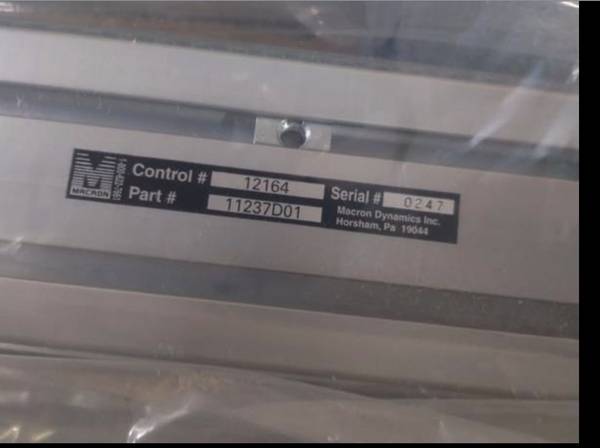 MACRON
Control # 12164
Part # 11237D01
Serial # 0247
Macron Dynamics Inc.
Horsham, Pa 19044